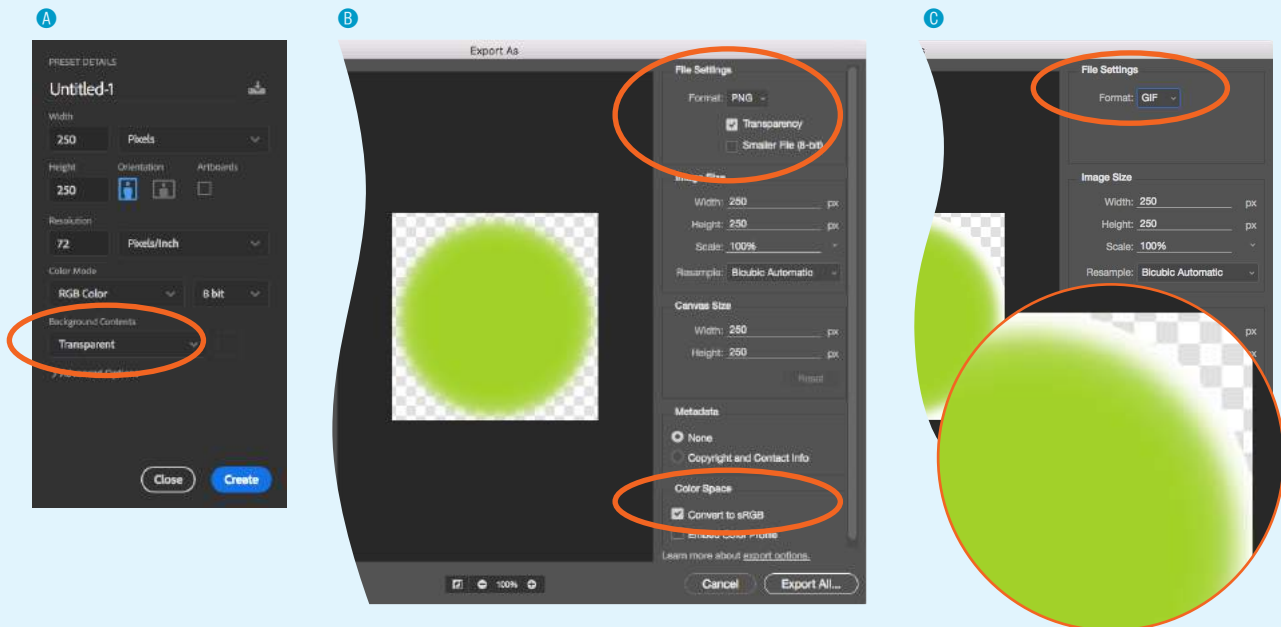 A
PRESET DETAILS
Untitled-1
Width
250 Pixels
Height Orientation Artboards
250
Resolution
72 Pixels/Inch
Color Mode
RGB Color 8 bit
Background Contents
Transparent
Advanced Options
Close Create
B
Export As
File Settings
Format: PNG
Transparency
Smaller File (8-bit)
Image Size
Width: 250 px
Height: 250 px
Scale: 100%
Resample: Bicubic Automatic
Canvas Size
Width: 250 px
Height: 250 px
Reset
Metadata
None
Copyright and Contact Info
Color Space
Convert to sRGB
Embed Color Profile
Learn more about export options.
100%
Cancel Export All...
C
File Settings
Format: GIF
Image Size
Width: 250 px
Height: 250 px
Scale: 100%
Resample: Bicubic Automatic
px
px